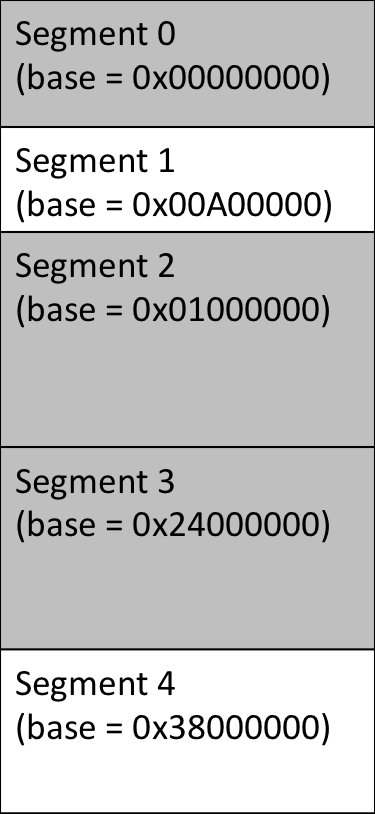 Segment 0
(base = 0x00000000)
Segment 1
(base = 0x00A00000)
Segment 2
(base = 0x01000000)
Segment 3
(base = 0x24000000)
Segment 4
(base = 0x38000000)